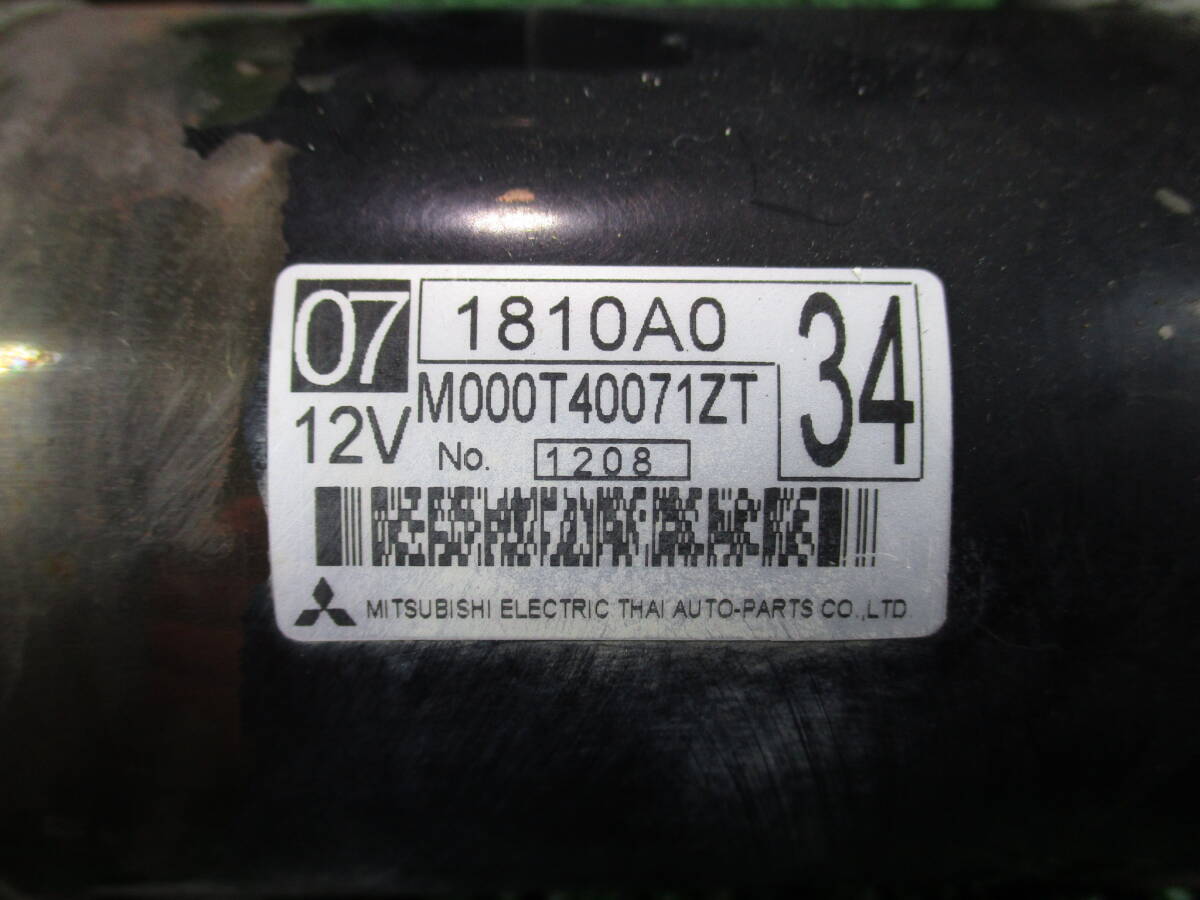 07 1810A0 34
12V M000T40071ZT
No. 1208
MITSUBISHI ELECTRIC THAI AUTO-PARTS CO.,LTD